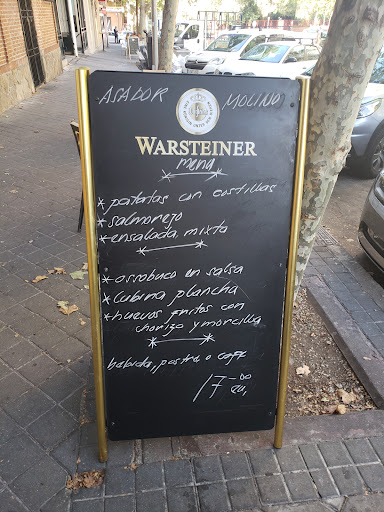 ASADOR MOLINO
WARSTEINER
menú
*patatas con costillas
*salmorejo
*ensalada mixta
*osrobuco en salsa
*lubina plancha
*huevos fritos con
chorizo y morcilla
bebida, postre o café
17-00
eu,